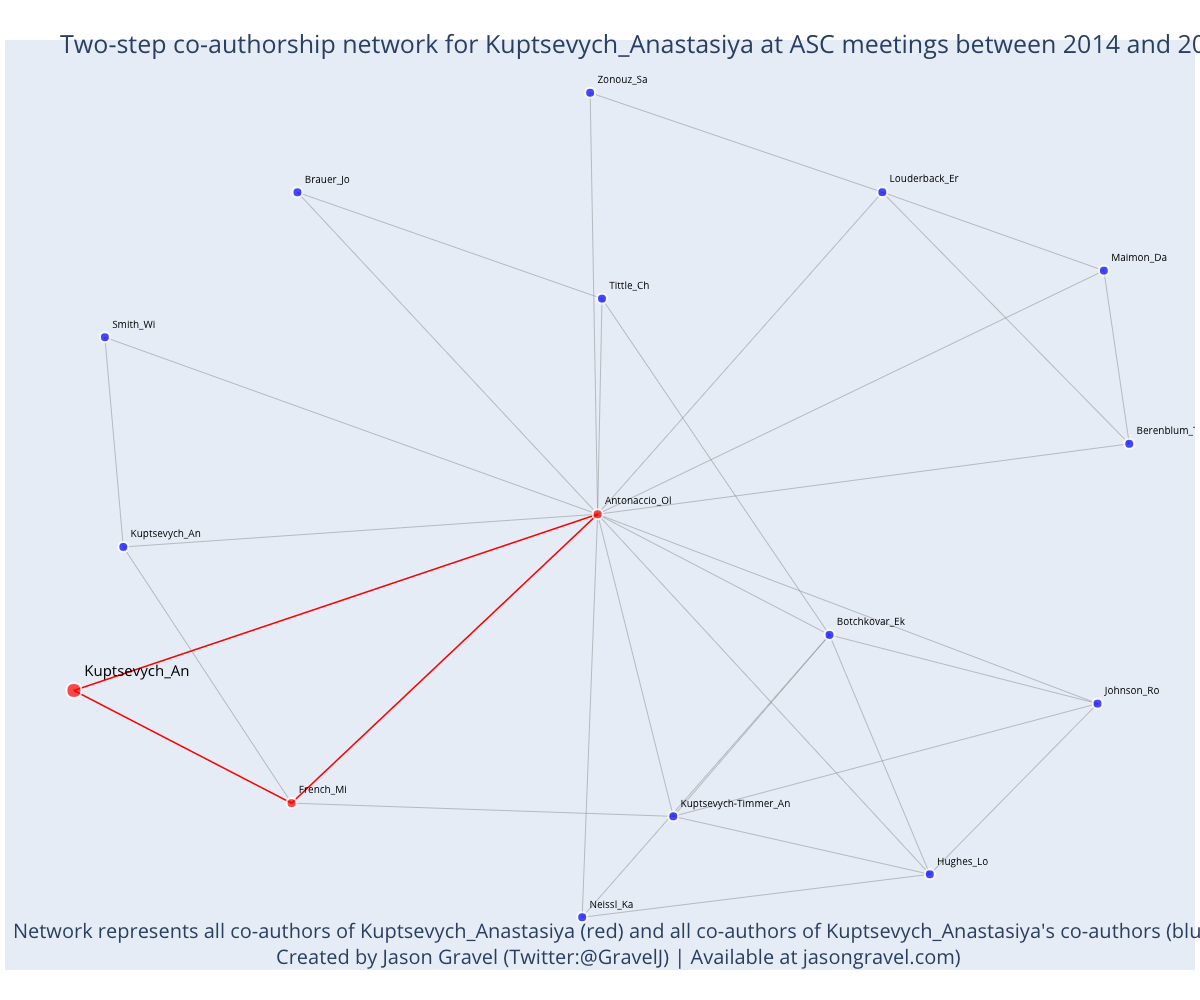 Two-step co-authorship network for Kuptsevych_Anastasiya at ASC meetings between 2014 and 20
Zonouz_Sa
Brauer_Jo
Louderback_Er
Maimon_Da
Tittle_Ch
Smith_Wi
Berenblum_
Antonaccio_Ol
Kuptsevych_An
Botchkovar_Ek
Kuptsevych_An
Johnson_Ro
French_Mi
Kuptsevych-Timmer_An
Hughes_Lo
Neissl_Ka
Network represents all co-authors of Kuptsevych_Anastasiya (red) and all co-authors of Kuptsevych_Anastasiya's co-authors (blu
Created by Jason Gravel (Twitter:@GravelJ) | Available at jasongravel.com)